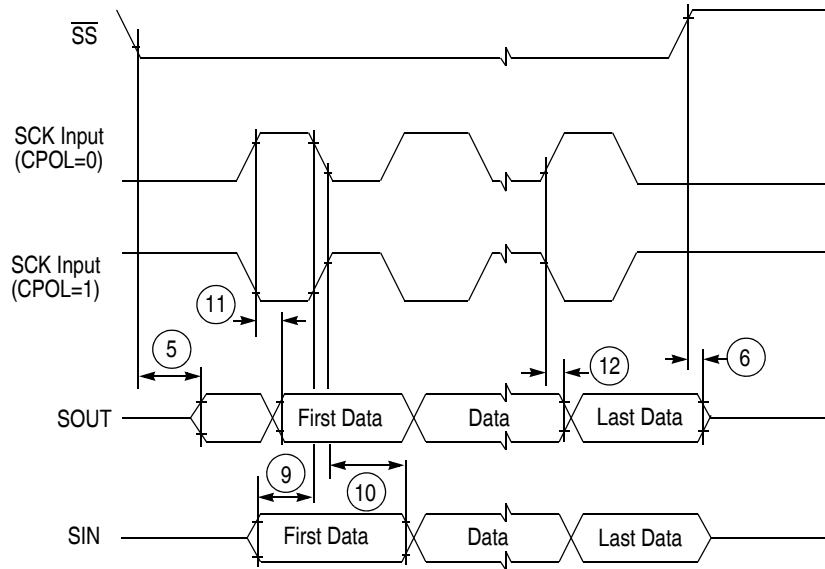 SS
SCK Input
(CPOL=0)
SCK Input
(CPOL=1)
11
5
12
6
SOUT
First Data
Data
Last Data
9
10
SIN
First Data
Data
Last Data